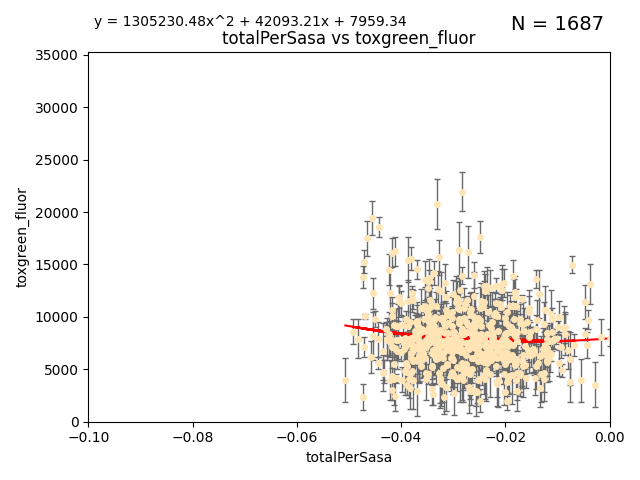 y = 1305230.48x^2 + 42093.21x + 7959.34
N = 1687
totalPerSasa vs toxgreen_fluor
toxgreen_fluor
35000
30000
25000
20000
15000
10000
5000
0
−0.10
−0.08
−0.06
−0.04
−0.02
0.00
totalPerSasa